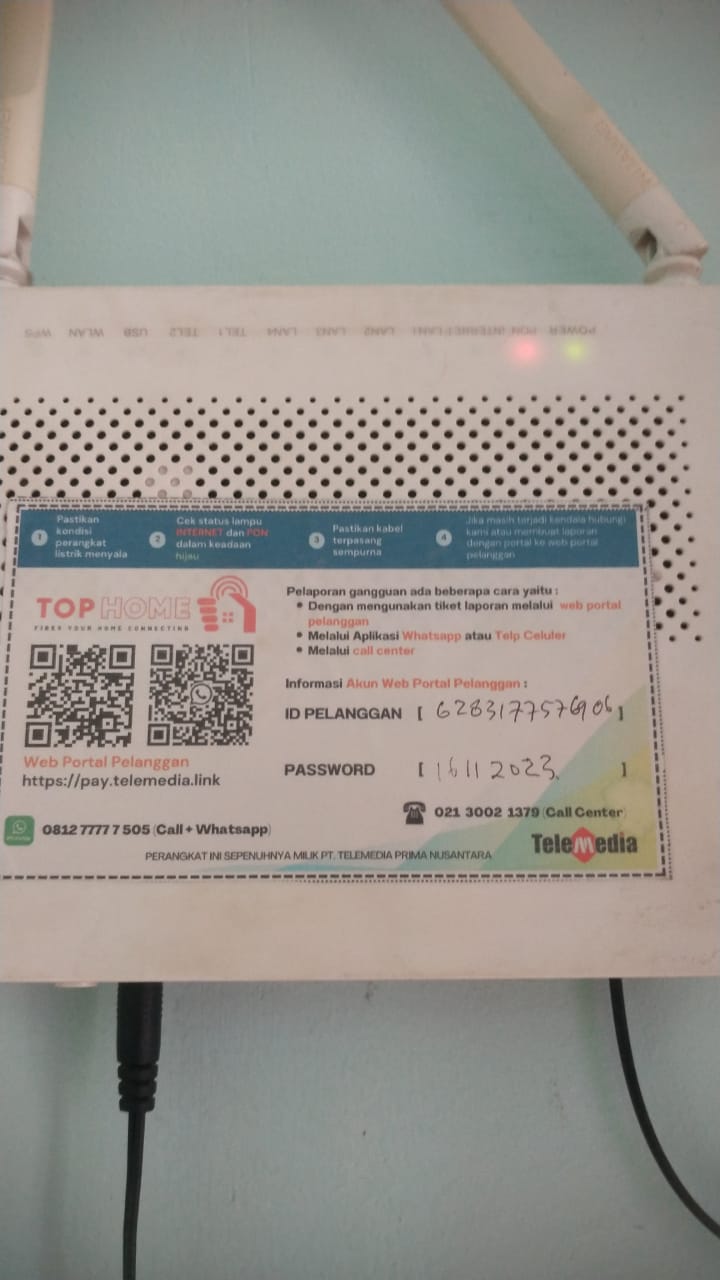 POWER PON INTERNET LAN1 LAN2 LAN3 LAN4 TEL1 TEL2 USB WLAN WPS
1 Pastikan kondisi perangkat listrik menyala
2 Cek status lampu INTERNET dan PON dalam keadaan hijau
3 Pastikan kabel terpasang sempurna
4 Jika masih terjadi kendala hubungi kami atau membuat laporan dengan portal ke web portal pelanggan
TOP HOME
FIBER YOUR HOME CONNECTING
Web Portal Pelanggan
https://pay.telemedia.link
Pelaporan gangguan ada beberapa cara yaitu :
• Dengan mengunakan tiket laporan melalui web portal
pelanggan
• Melalui Aplikasi Whatsapp atau Telp Celuler
• Melalui call center
Informasi Akun Web Portal Pelanggan :
ID PELANGGAN [ ]
PASSWORD [ 16112023 ]
021 3002 1379 (Call Center)
0812 7777 7 505 (Call + Whatsapp)
TeleMedia
PERANGKAT INI SEPENUHNYA MILIK PT. TELEMEDIA PRIMA NUSANTARA